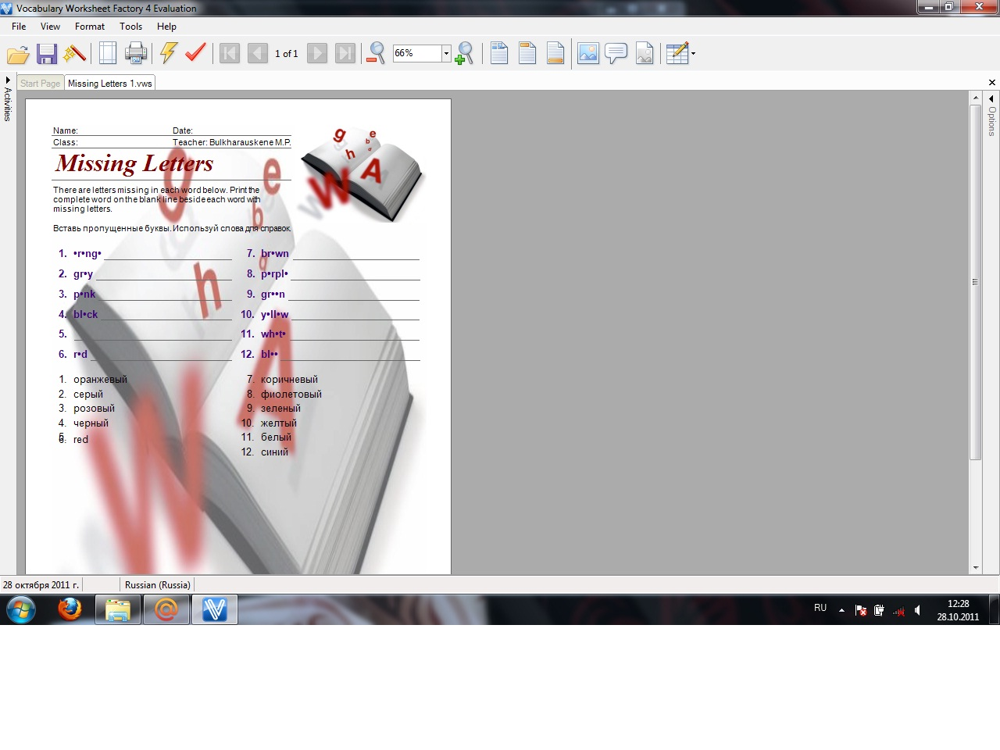 Vocabulary Worksheet Factory 4 Evaluation
File View Format Tools Help
1 of 1 66%
Start Page Missing Letters 1.vws
Activities
Options
Name: Date:
Class: Teacher: Bulkharauskene M.P.
Missing Letters
There are letters missing in each word below. Print the
complete word on the blank line beside each word with
missing letters.
Вставь пропущенные буквы. Используй слова для справок.
1. •r•ng•
2. gr•y
3. p•nk
4. bl•ck
5.
6. r•d
7. br•wn
8. p•rpl•
9. gr••n
10. y•ll•w
11. wh•t•
12. bl••
1. оранжевый
2. серый
3. розовый
4. черный
5.
6. red
7. коричневый
8. фиолетовый
9. зеленый
10. желтый
11. белый
12. синий
g e b d h W A
g e b d h W A
28 октября 2011 г. Russian (Russia)
RU 12:28
28.10.2011